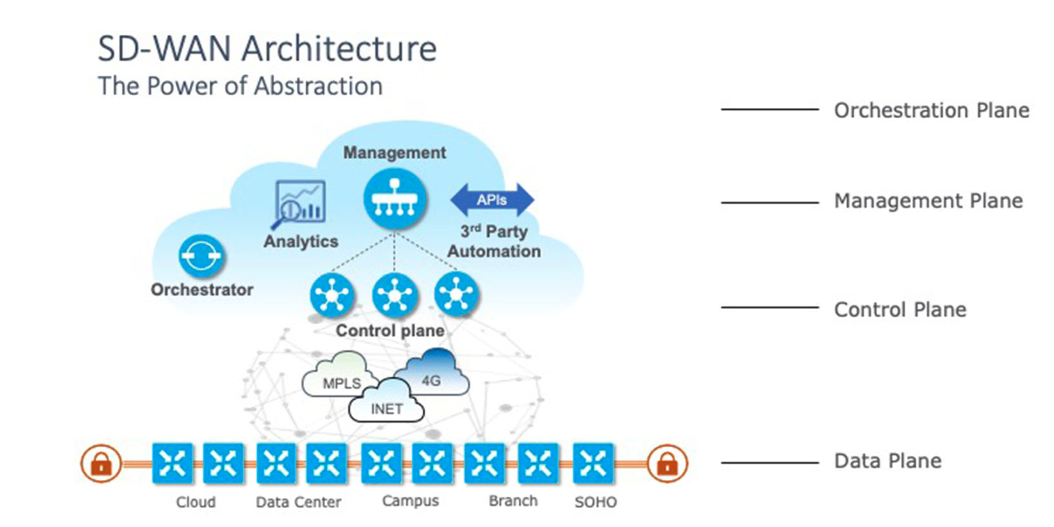 SD-WAN Architecture
The Power of Abstraction
Orchestration Plane
Management
Management Plane
APIs
Analytics
3rd Party
Automation
Orchestrator
Control plane
Control Plane
MPLS
4G
INET
Data Plane
Cloud
Data Center
Campus
Branch
SOHO